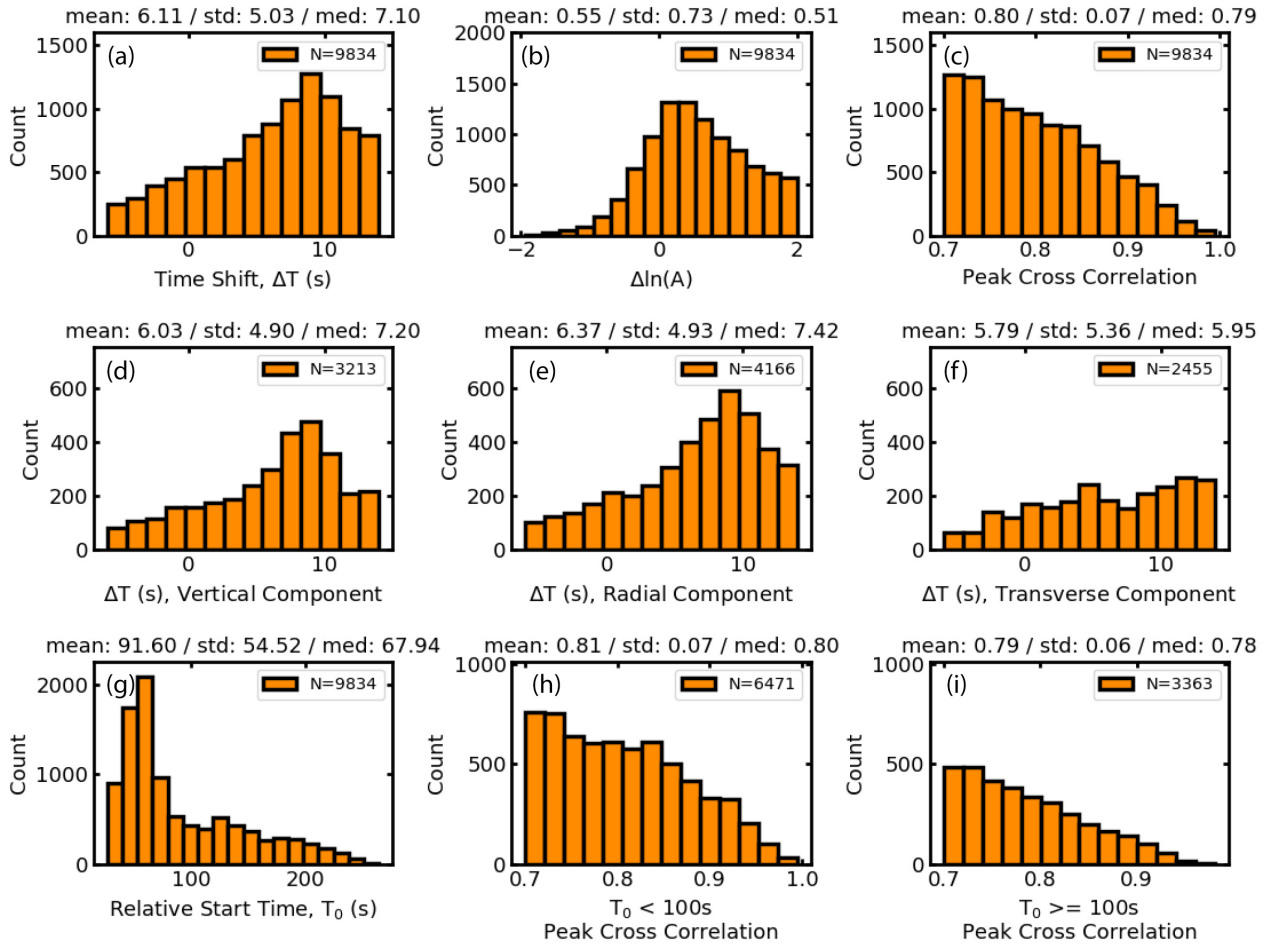 mean: 6.11 / std: 5.03 / med: 7.10
(a)
N=9834
1500
1000
500
0
Count
0 10
Time Shift, ΔT (s)
mean: 0.55 / std: 0.73 / med: 0.51
(b)
N=9834
2000
1500
1000
500
0
Count
−2 0 2
Δln(A)
mean: 0.80 / std: 0.07 / med: 0.79
(c)
N=9834
1500
1000
500
0
Count
0.7 0.8 0.9 1.0
Peak Cross Correlation
mean: 6.03 / std: 4.90 / med: 7.20
(d)
N=3213
600
400
200
0
Count
0 10
ΔT (s), Vertical Component
mean: 6.37 / std: 4.93 / med: 7.42
(e)
N=4166
600
400
200
0
Count
0 10
ΔT (s), Radial Component
mean: 5.79 / std: 5.36 / med: 5.95
(f)
N=2455
600
400
200
0
Count
0 10
ΔT (s), Transverse Component
mean: 91.60 / std: 54.52 / med: 67.94
(g)
N=9834
2000
1000
0
Count
100 200
Relative Start Time, T₀ (s)
mean: 0.81 / std: 0.07 / med: 0.80
(h)
N=6471
1000
500
0
Count
0.7 0.8 0.9 1.0
T₀ < 100s
Peak Cross Correlation
mean: 0.79 / std: 0.06 / med: 0.78
(i)
N=3363
1000
500
0
Count
0.7 0.8 0.9
T₀ >= 100s
Peak Cross Correlation